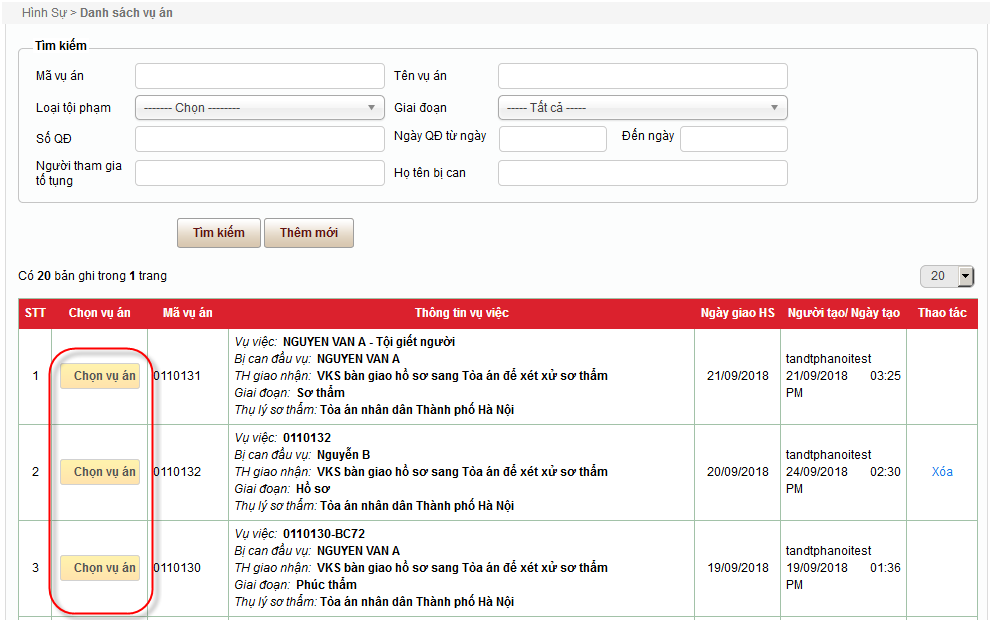 Hình Sự > Danh sách vụ án
Tìm kiếm
Mã vụ án
Tên vụ án
Loại tội phạm
------- Chọn --------
Giai đoạn
----- Tất cả -----
Số QĐ
Ngày QĐ từ ngày
Đến ngày
Người tham gia
tố tụng
Họ tên bị can
Tìm kiếm
Thêm mới
Có 20 bản ghi trong 1 trang
20
STT Chọn vụ án Mã vụ án Thông tin vụ việc Ngày giao HS Người tạo/ Ngày tạo Thao tác
1
Chọn vụ án
0110131
Vụ việc: NGUYEN VAN A - Tội giết người
Bị can đầu vụ: NGUYEN VAN A
TH giao nhận: VKS bàn giao hồ sơ sang Tòa án để xét xử sơ thẩm
Giai đoạn: Sơ thẩm
Thụ lý sơ thẩm: Tòa án nhân dân Thành phố Hà Nội
21/09/2018
tandtphanoitest
21/09/2018 03:25
PM
2
Chọn vụ án
0110132
Vụ việc: 0110132
Bị can đầu vụ: Nguyễn B
TH giao nhận: VKS bàn giao hồ sơ sang Tòa án để xét xử sơ thẩm
Giai đoạn: Hồ sơ
Thụ lý sơ thẩm: Tòa án nhân dân Thành phố Hà Nội
20/09/2018
tandtphanoitest
24/09/2018 02:30
PM
Xóa
3
Chọn vụ án
0110130
Vụ việc: 0110130-BC72
Bị can đầu vụ: NGUYEN VAN A
TH giao nhận: VKS bàn giao hồ sơ sang Tòa án để xét xử sơ thẩm
Giai đoạn: Phúc thẩm
Thụ lý sơ thẩm: Tòa án nhân dân Thành phố Hà Nội
19/09/2018
tandtphanoitest
19/09/2018 01:36
PM